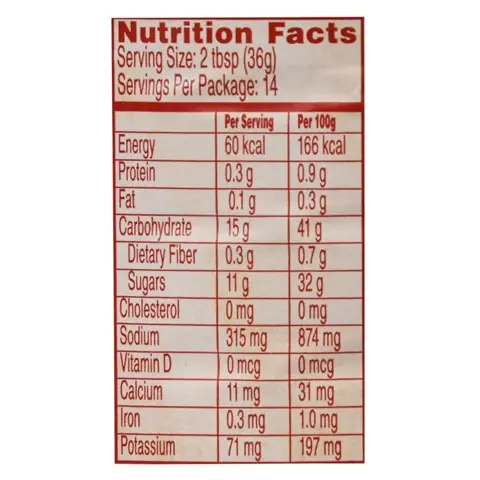 Nutrition Facts
Serving Size: 2 tbsp (36g)
Servings Per Package: 14
Per Serving Per 100g
Energy 60 kcal 166 kcal
Protein 0.3 g 0.9 g
Fat 0.1 g 0.3 g
Carbohydrate 15 g 41 g
Dietary Fiber 0.3 g 0.7 g
Sugars 11 g 32 g
Cholesterol 0 mg 0 mg
Sodium 315 mg 874 mg
Vitamin D 0 mcg 0 mcg
Calcium 11 mg 31 mg
Iron 0.3 mg 1.0 mg
Potassium 71 mg 197 mg